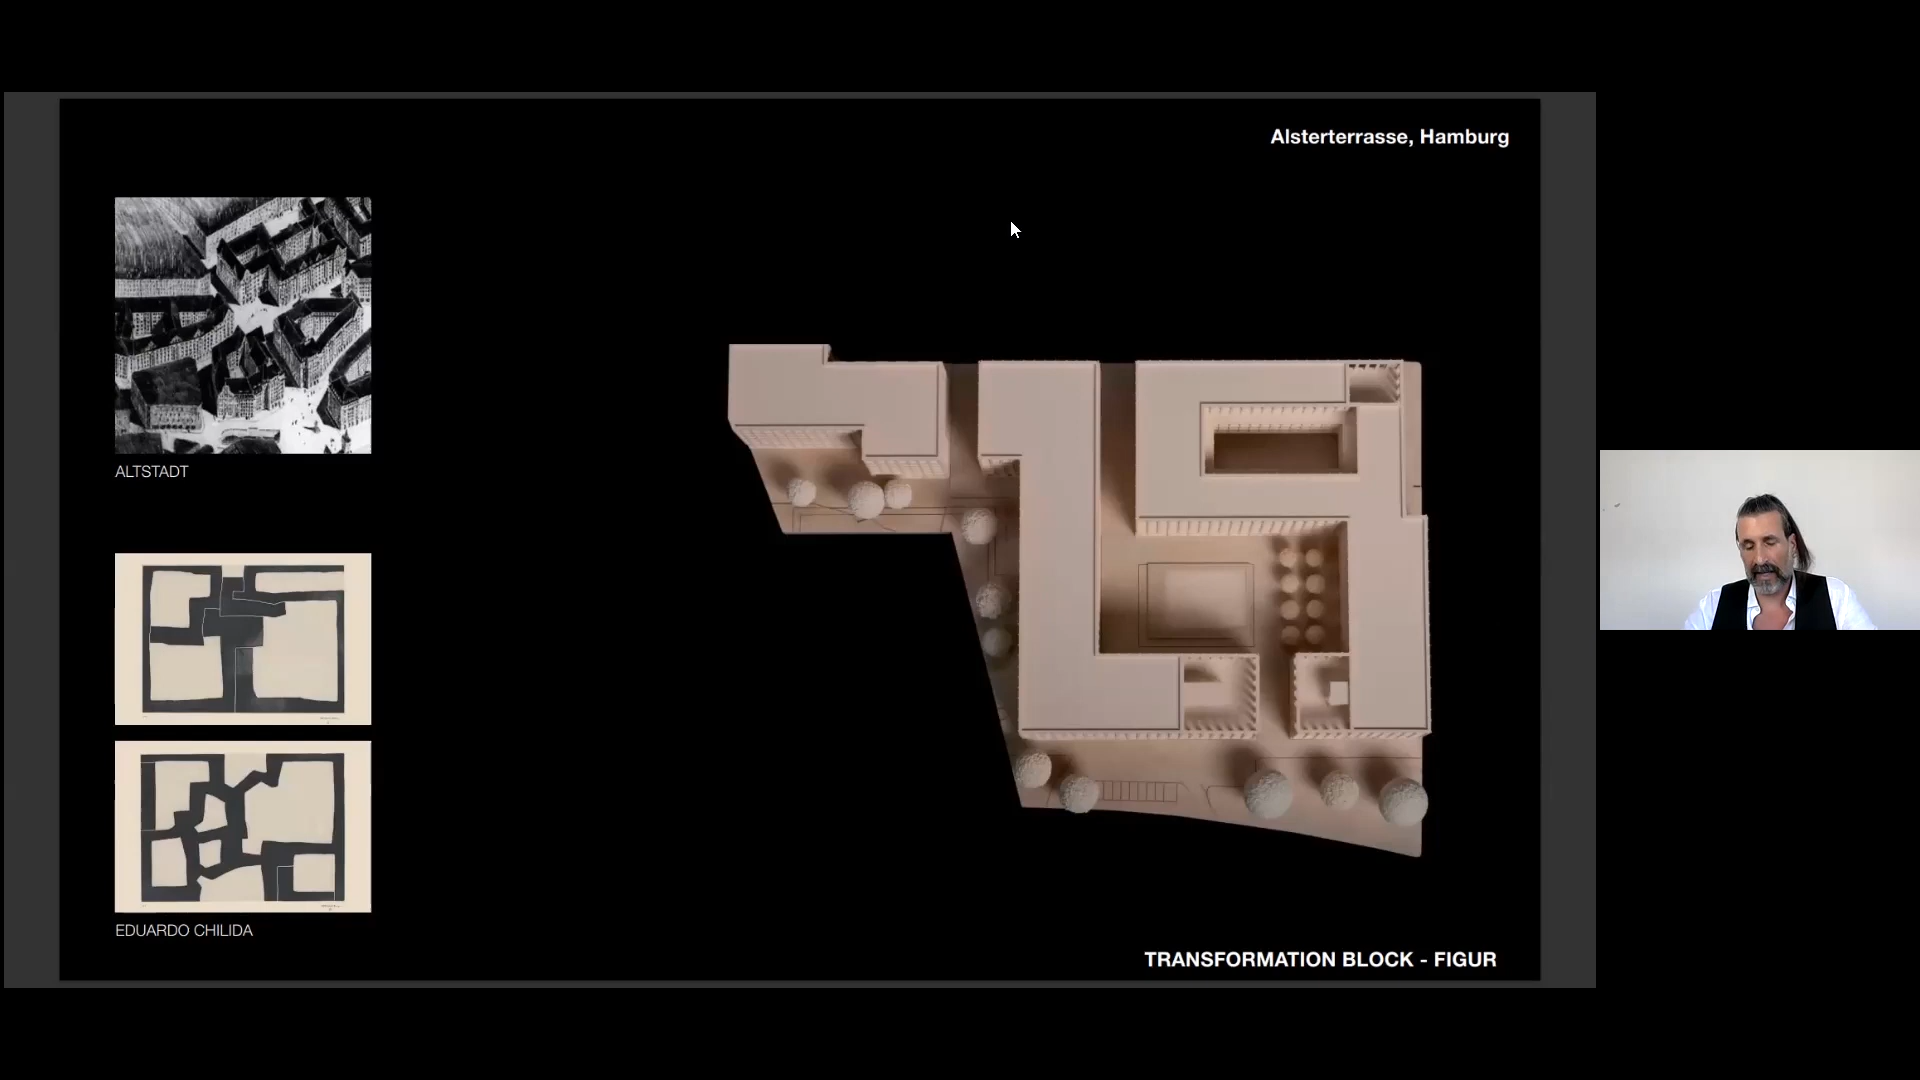 Alsterterrasse, Hamburg
ALTSTADT
EDUARDO CHILIDA
TRANSFORMATION BLOCK - FIGUR